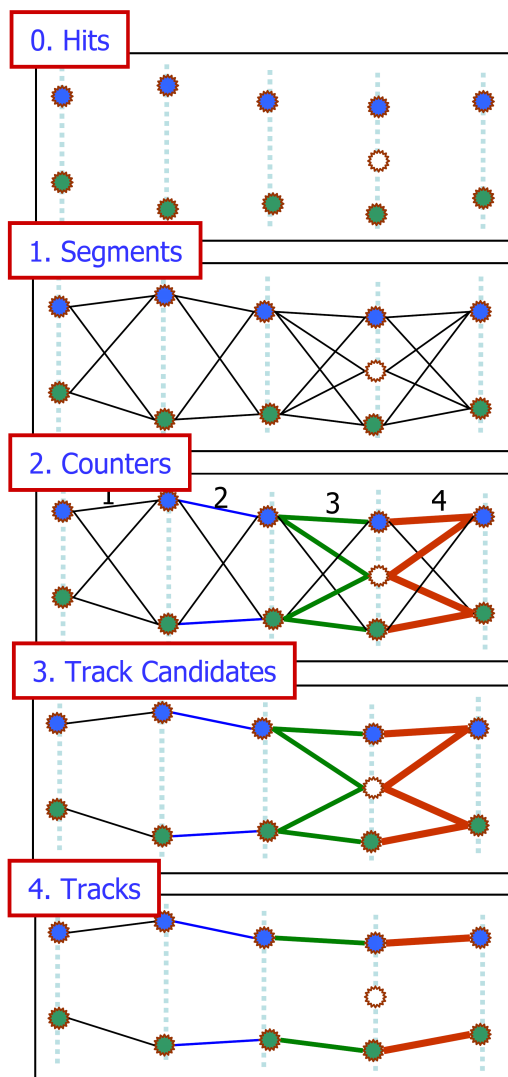 0. Hits
1. Segments
2. Counters
1 2 3 4
3. Track Candidates
4. Tracks